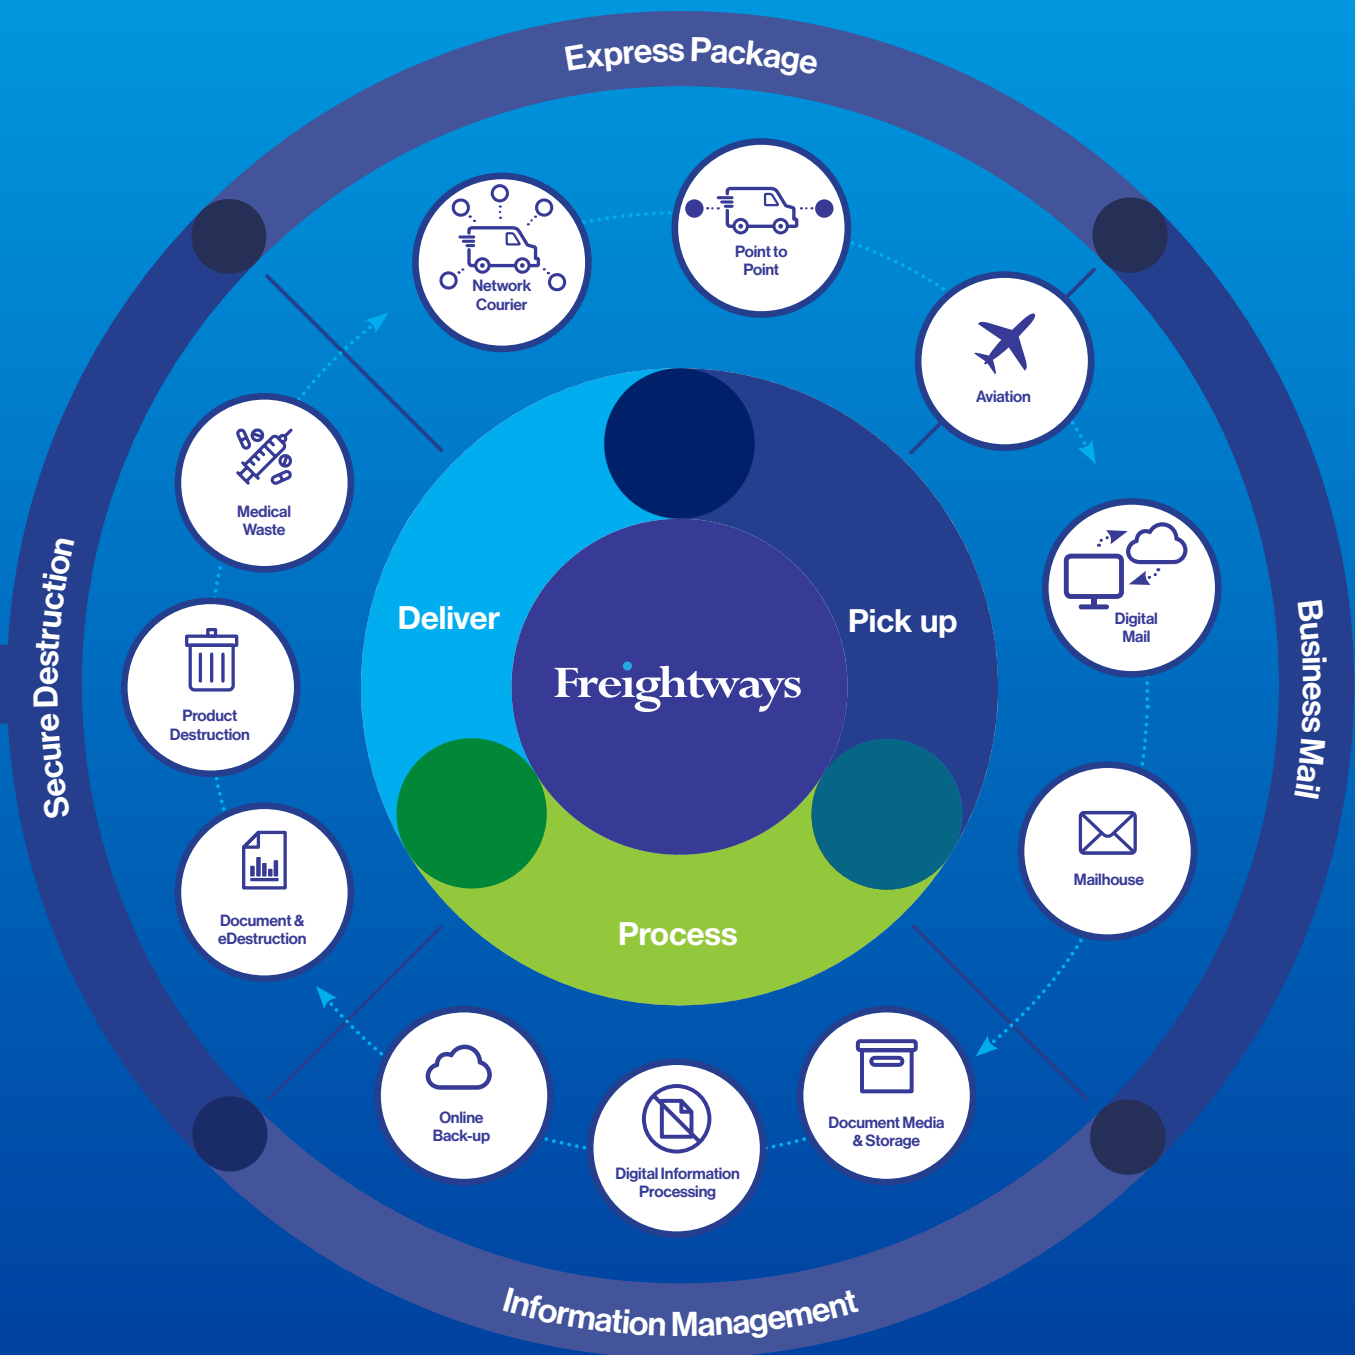 Express Package
Network
Courier
Point to
Point
Aviation
Digital
Mail
Business Mail
Mailhouse
Document Media
& Storage
Digital Information
Processing
Online
Back-up
Information Management
Document &
eDestruction
Product
Destruction
Medical
Waste
Secure Destruction
Deliver
Pick up
Process
Freightways